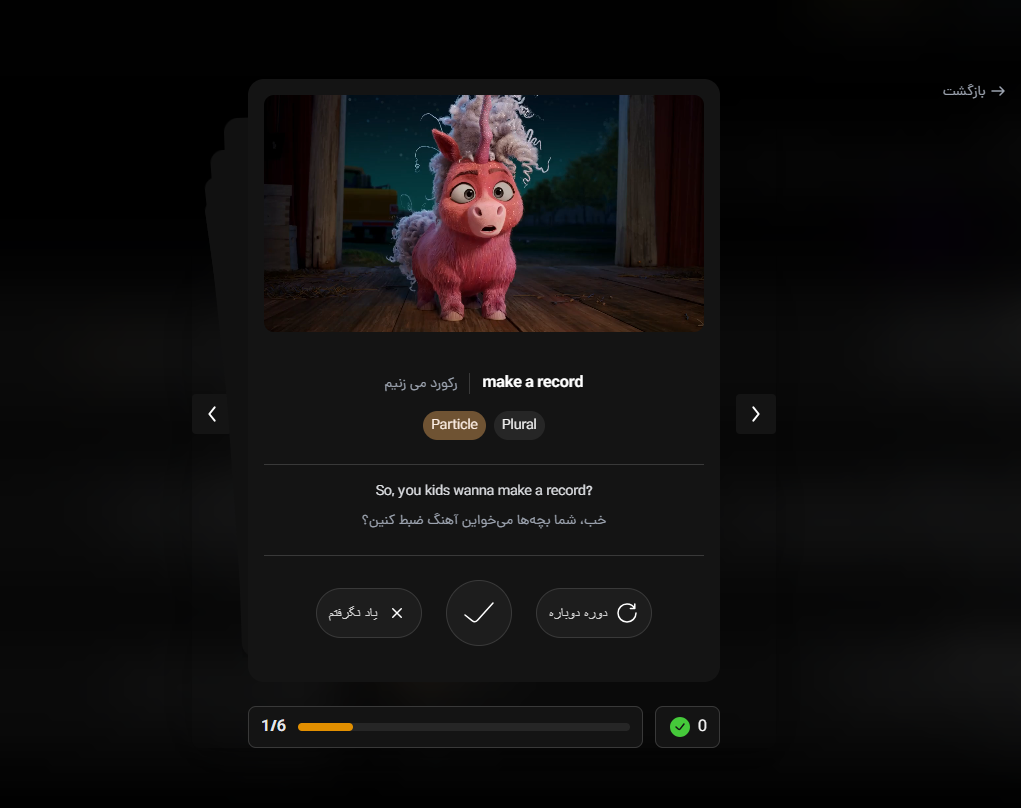 بازگشت
make a record
رکورد می زنیم
Particle Plural
So, you kids wanna make a record?
خب، شما بچه‌ها می‌خواین آهنگ ضبط کنین؟
یاد نگرفتم
دوره دوباره
1/6
0